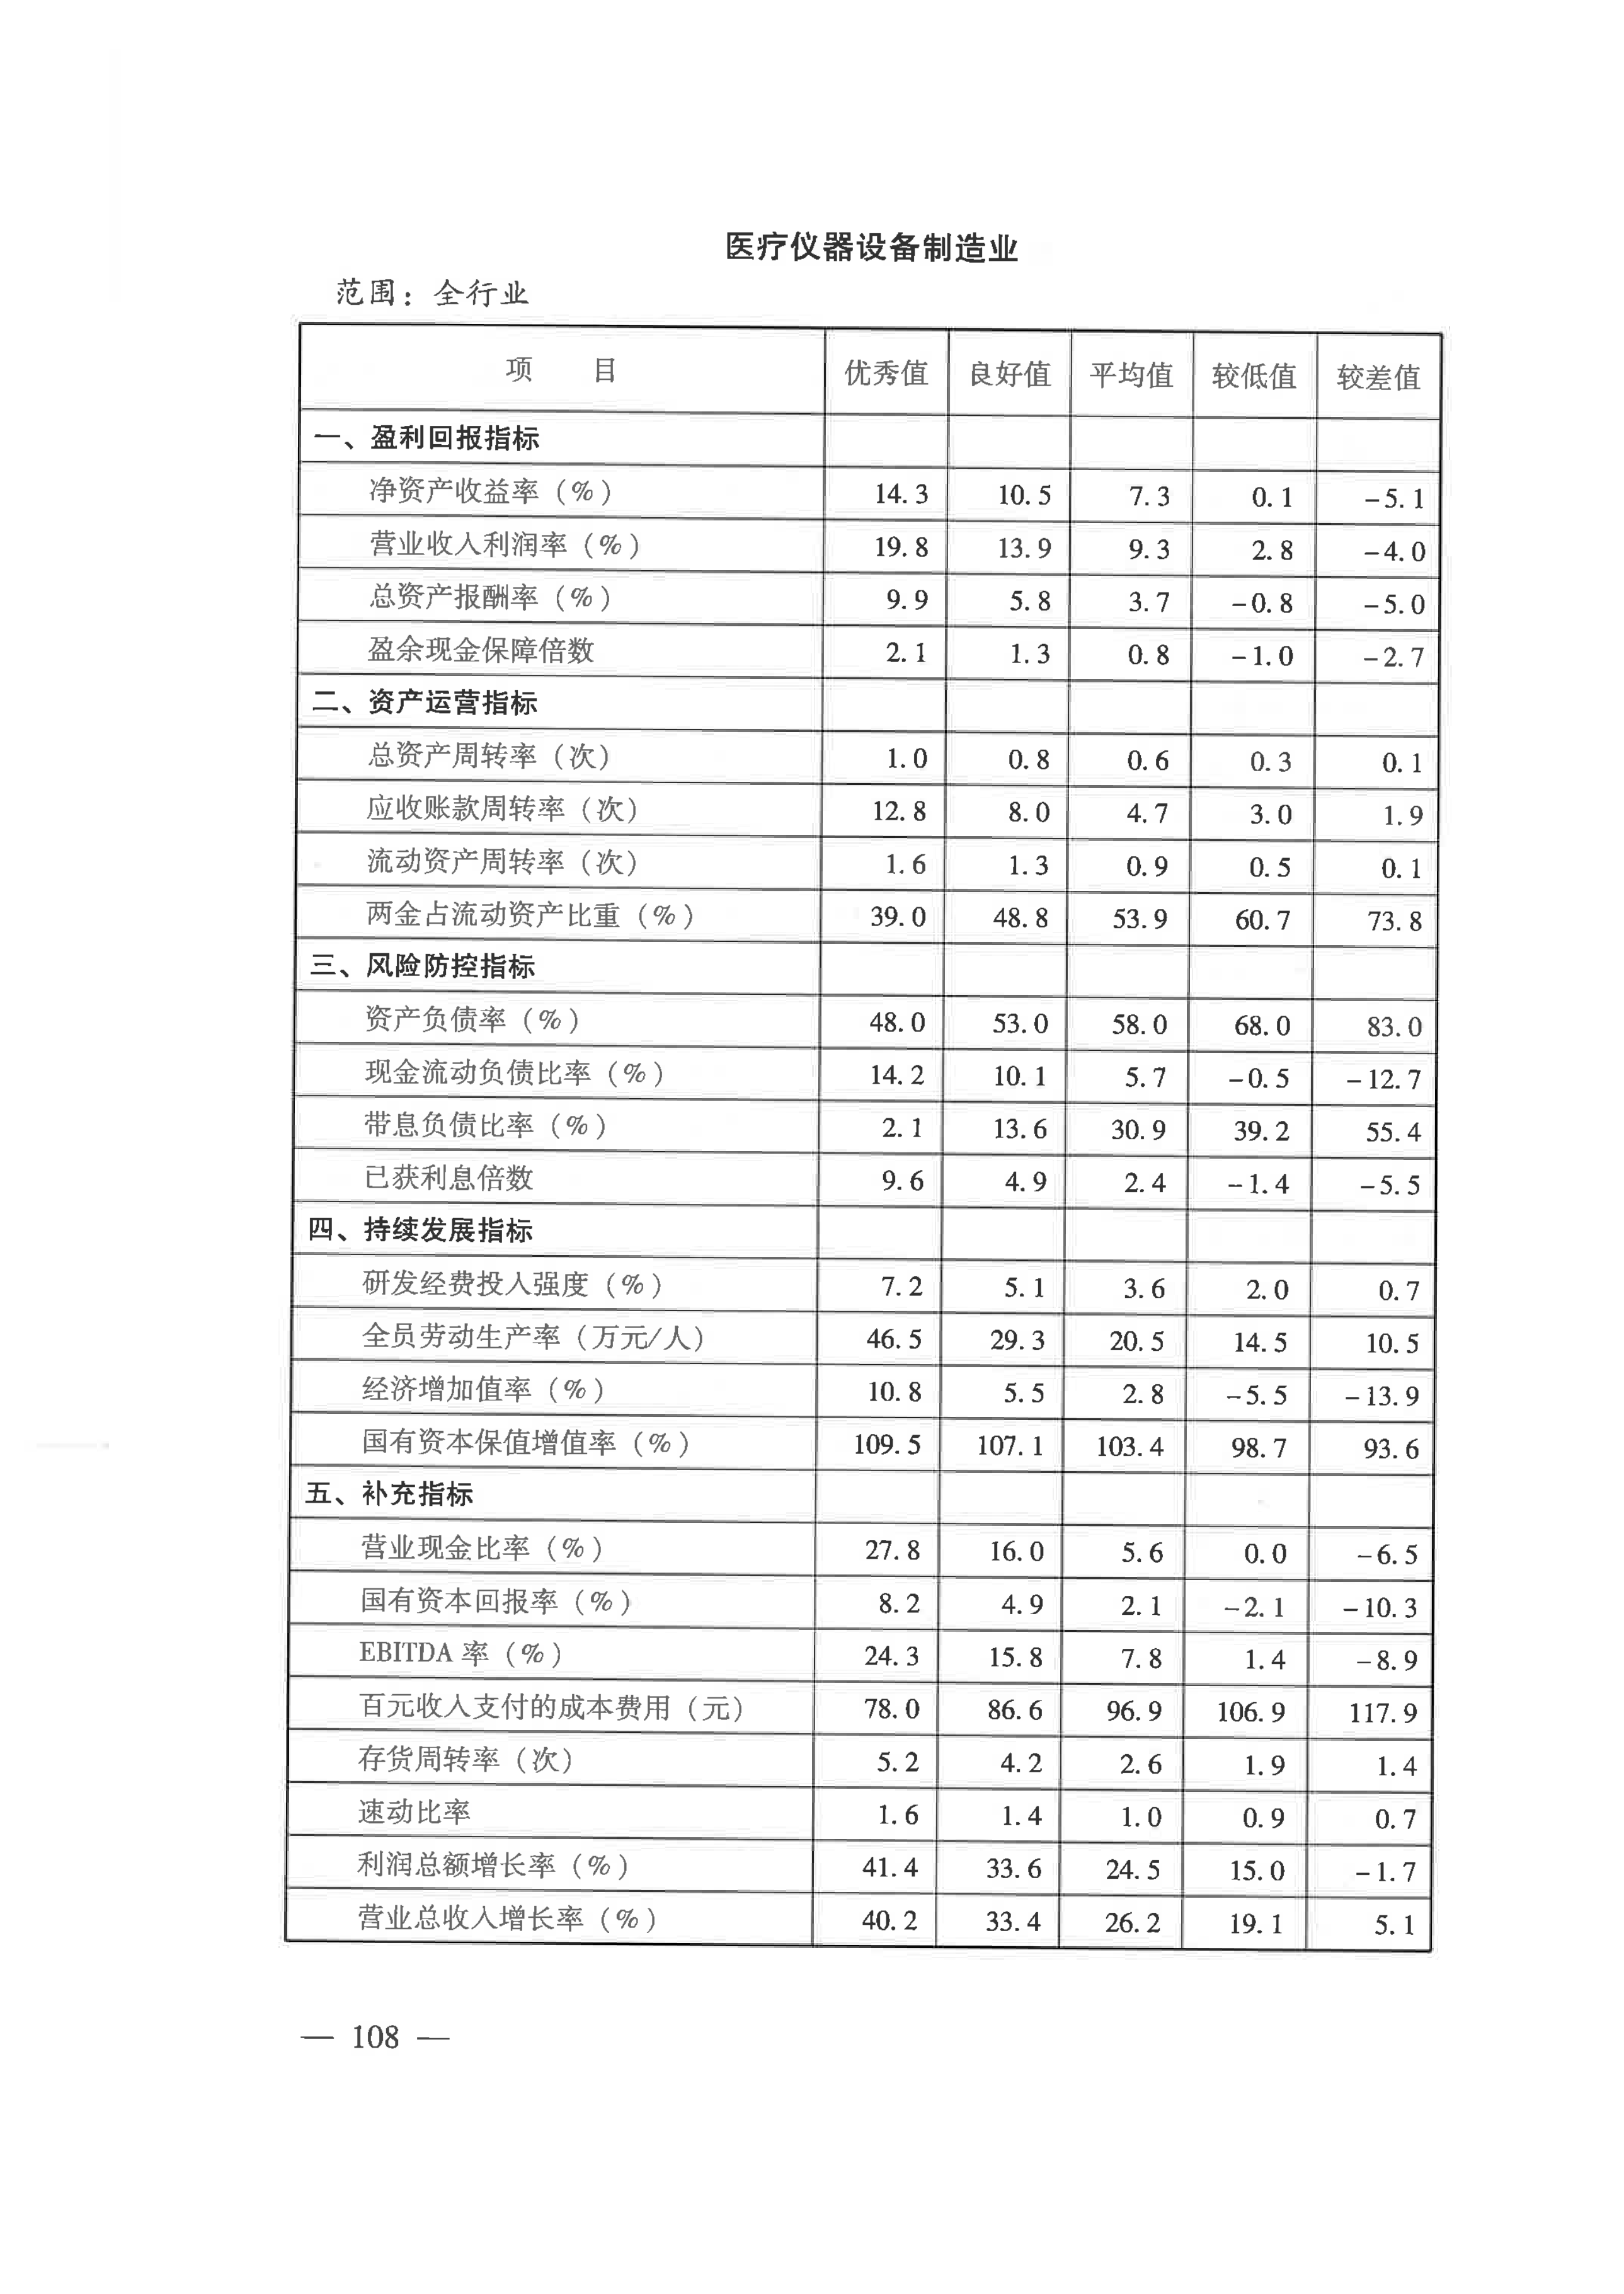 医疗仪器设备制造业
范围：全行业
项 目 优秀值 良好值 平均值 较低值 较差值
一、盈利回报指标
净资产收益率（%） 14.3 10.5 7.3 0.1 -5.1
营业收入利润率（%） 19.8 13.9 9.3 2.8 -4.0
总资产报酬率（%） 9.9 5.8 3.7 -0.8 -5.0
盈余现金保障倍数 2.1 1.3 0.8 -1.0 -2.7
二、资产运营指标
总资产周转率（次） 1.0 0.8 0.6 0.3 0.1
应收账款周转率（次） 12.8 8.0 4.7 3.0 1.9
流动资产周转率（次） 1.6 1.3 0.9 0.5 0.1
两金占流动资产比重（%） 39.0 48.8 53.9 60.7 73.8
三、风险防控指标
资产负债率（%） 48.0 53.0 58.0 68.0 83.0
现金流动负债比率（%） 14.2 10.1 5.7 -0.5 -12.7
带息负债比率（%） 2.1 13.6 30.9 39.2 55.4
已获利息倍数 9.6 4.9 2.4 -1.4 -5.5
四、持续发展指标
研发经费投入强度（%） 7.2 5.1 3.6 2.0 0.7
全员劳动生产率（万元/人） 46.5 29.3 20.5 14.5 10.5
经济增加值率（%） 10.8 5.5 2.8 -5.5 -13.9
国有资本保值增值率（%） 109.5 107.1 103.4 98.7 93.6
五、补充指标
营业现金比率（%） 27.8 16.0 5.6 0.0 -6.5
国有资本回报率（%） 8.2 4.9 2.1 -2.1 -10.3
EBITDA 率（%） 24.3 15.8 7.8 1.4 -8.9
百元收入支付的成本费用（元） 78.0 86.6 96.9 106.9 117.9
存货周转率（次） 5.2 4.2 2.6 1.9 1.4
速动比率 1.6 1.4 1.0 0.9 0.7
利润总额增长率（%） 41.4 33.6 24.5 15.0 -1.7
营业总收入增长率（%） 40.2 33.4 26.2 19.1 5.1
— 108 —